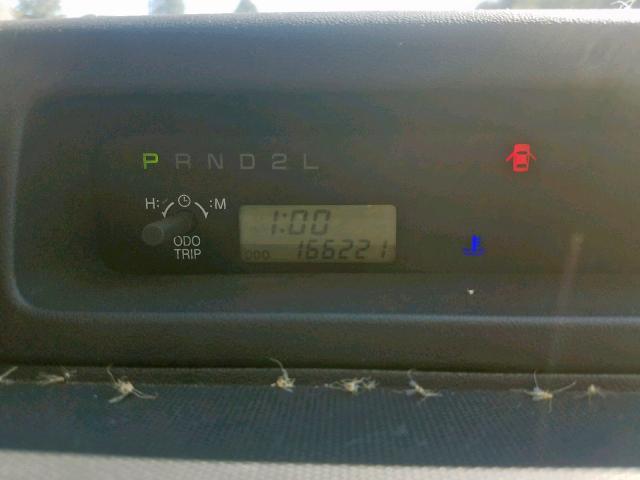 P R N D 2 L
H: :M
ODO
TRIP
1:00
ODO 166221